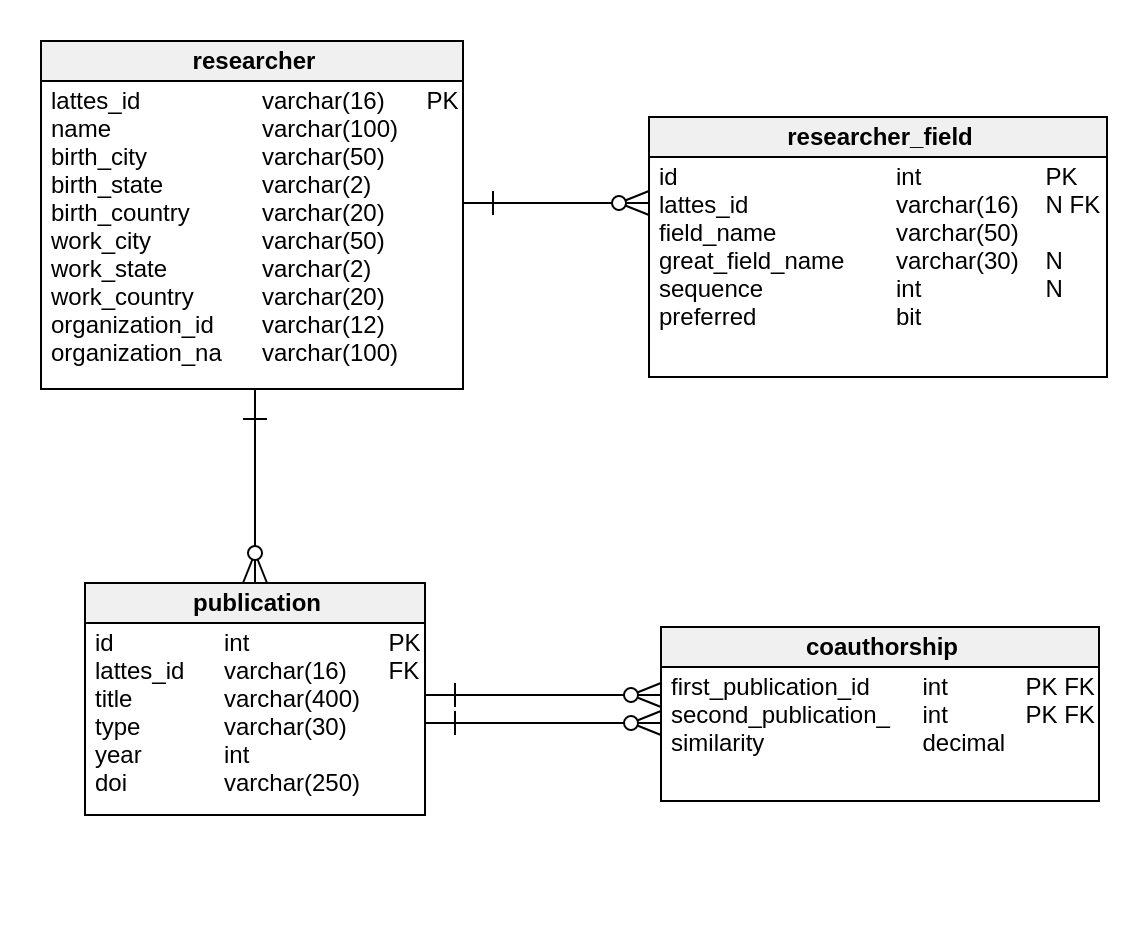 researcher
lattes_id varchar(16) PK
name varchar(100)
birth_city varchar(50)
birth_state varchar(2)
birth_country varchar(20)
work_city varchar(50)
work_state varchar(2)
work_country varchar(20)
organization_id varchar(12)
organization_na varchar(100)
researcher_field
id int PK
lattes_id varchar(16) N FK
field_name varchar(50)
great_field_name varchar(30) N
sequence int N
preferred bit
publication
id int PK
lattes_id varchar(16) FK
title varchar(400)
type varchar(30)
year int
doi varchar(250)
coauthorship
first_publication_id int PK FK
second_publication_ int PK FK
similarity decimal